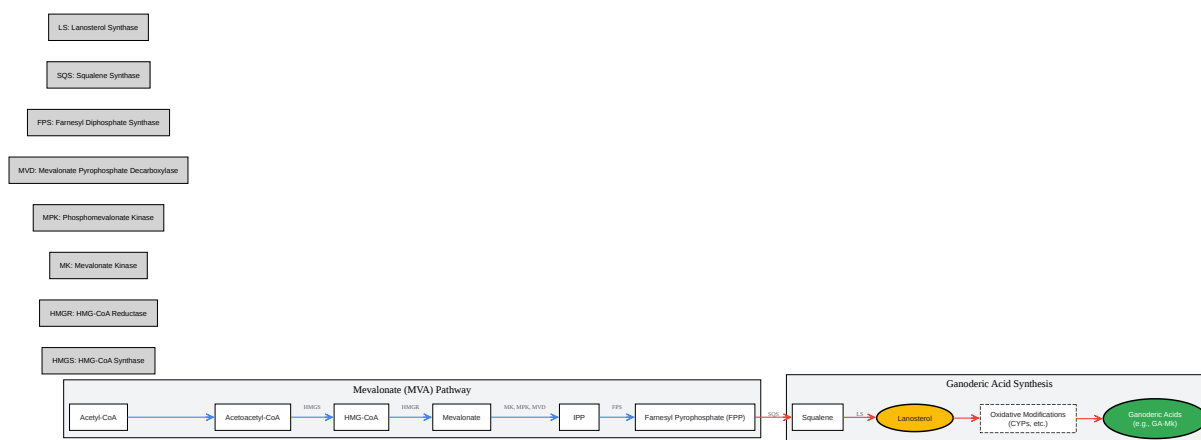 LS: Lanosterol Synthase
SQS: Squalene Synthase
FPS: Farnesyl Diphosphate Synthase
MVD: Mevalonate Pyrophosphate Decarboxylase
MPK: Phosphomevalonate Kinase
MK: Mevalonate Kinase
HMGR: HMG-CoA Reductase
HMGS: HMG-CoA Synthase
Mevalonate (MVA) Pathway
Acetyl-CoA
Acetoacetyl-CoA
HMGS
HMG-CoA
HMGR
Mevalonate
MK, MPK, MVD
IPP
FPS
Farnesyl Pyrophosphate (FPP)
SQS
Ganoderic Acid Synthesis
Squalene
LS
Lanosterol
Oxidative Modifications
(CYPs, etc.)
Ganoderic Acids
(e.g., GA-Mk)